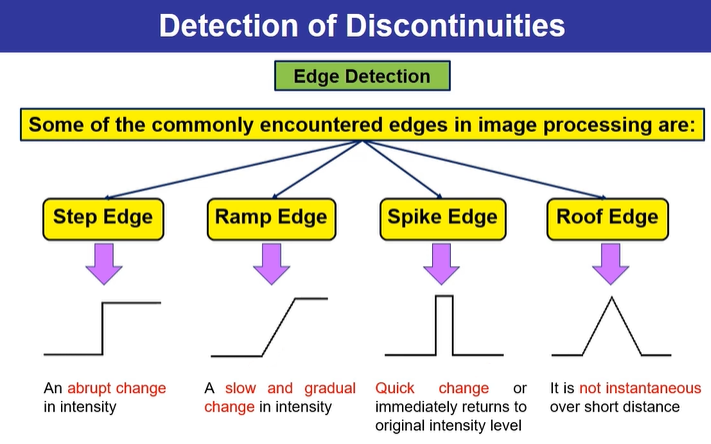 Detection of Discontinuities
Edge Detection
Some of the commonly encountered edges in image processing are:
Step Edge
Ramp Edge
Spike Edge
Roof Edge
An abrupt change
in intensity
A slow and gradual
change in intensity
Quick change or
immediately returns to
original intensity level
It is not instantaneous
over short distance